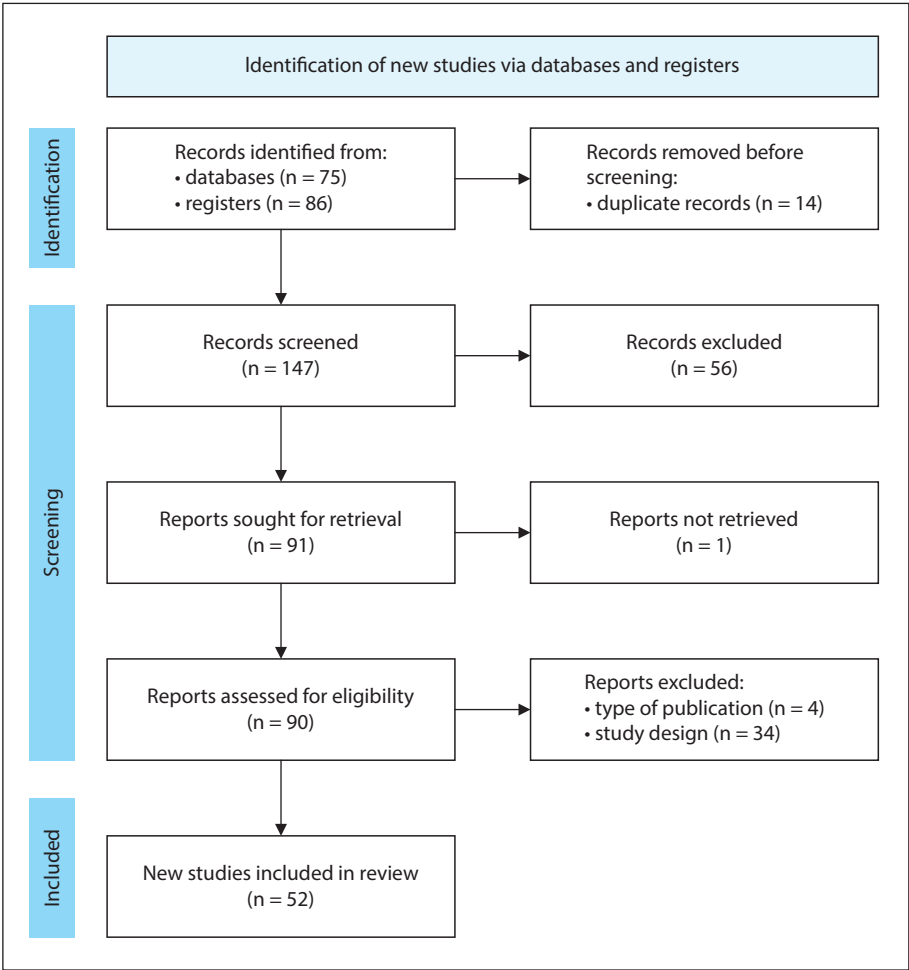 Identification of new studies via databases and registers
Identification
Records identified from:
• databases (n = 75)
• registers (n = 86)
Records removed before
screening:
• duplicate records (n = 14)
Screening
Records screened
(n = 147)
Records excluded
(n = 56)
Reports sought for retrieval
(n = 91)
Reports not retrieved
(n = 1)
Reports assessed for eligibility
(n = 90)
Reports excluded:
• type of publication (n = 4)
• study design (n = 34)
Included
New studies included in review
(n = 52)